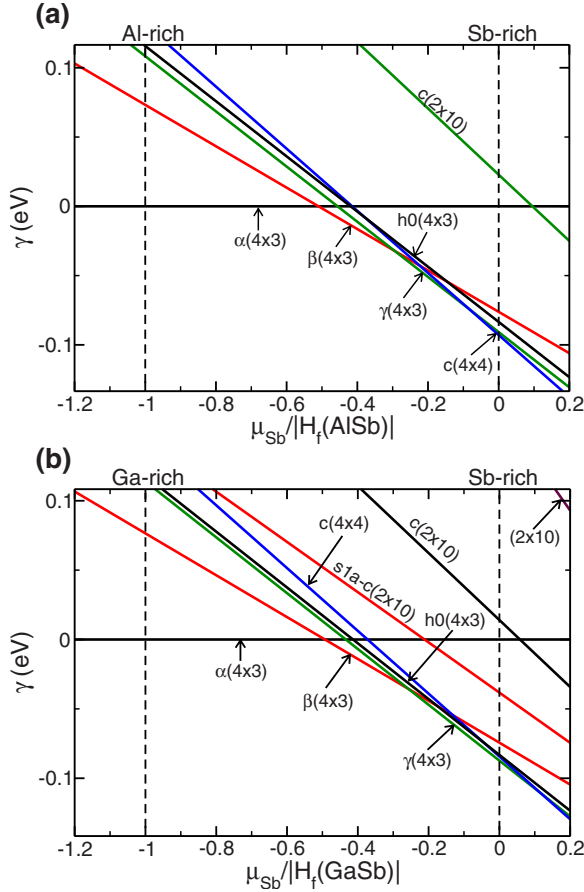 (a)
Al-rich
Sb-rich
0.1
0
-0.1
γ (eV)
c(2x10)
α(4x3)
β(4x3)
h0(4x3)
γ(4x3)
c(4x4)
-1.2 -1 -0.8 -0.6 -0.4 -0.2 0 0.2
μSb/|Hf(AlSb)|
(b)
Ga-rich
Sb-rich
0.1
0
-0.1
γ (eV)
c(4x4)
s1a-c(2x10)
c(2x10)
(2x10)
h0(4x3)
α(4x3)
β(4x3)
γ(4x3)
-1.2 -1 -0.8 -0.6 -0.4 -0.2 0 0.2
μSb/|Hf(GaSb)|